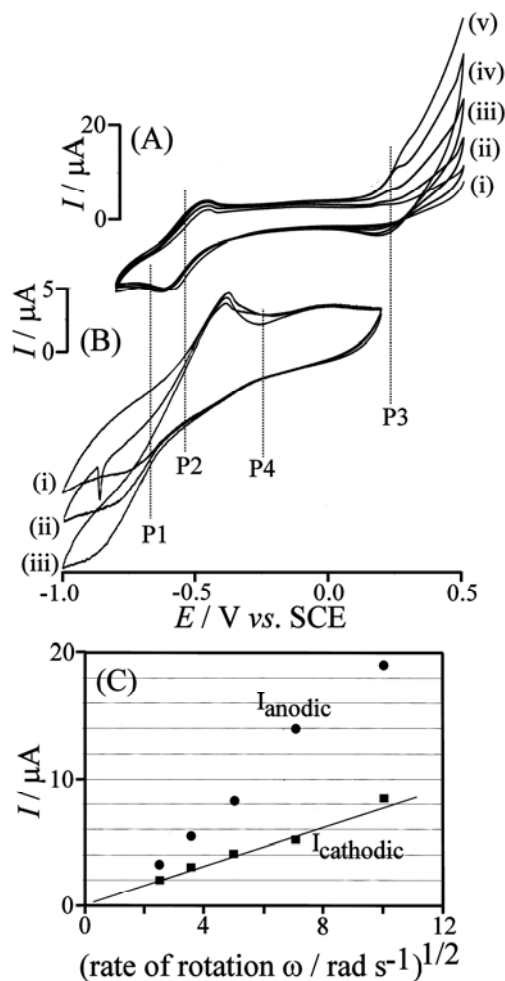 (v)
(iv)
(iii)
(ii)
(i)
20
(A)
I / μA
0
5
I / μA
(B)
0
P3
P2
P4
P1
(i)
(ii)
(iii)
-1.0
-0.5
0.0
0.5
E / V vs. SCE
20
(C)
I anodic
I / μA
10
I cathodic
0
0
4
8
12
(rate of rotation ω / rad s-1)1/2